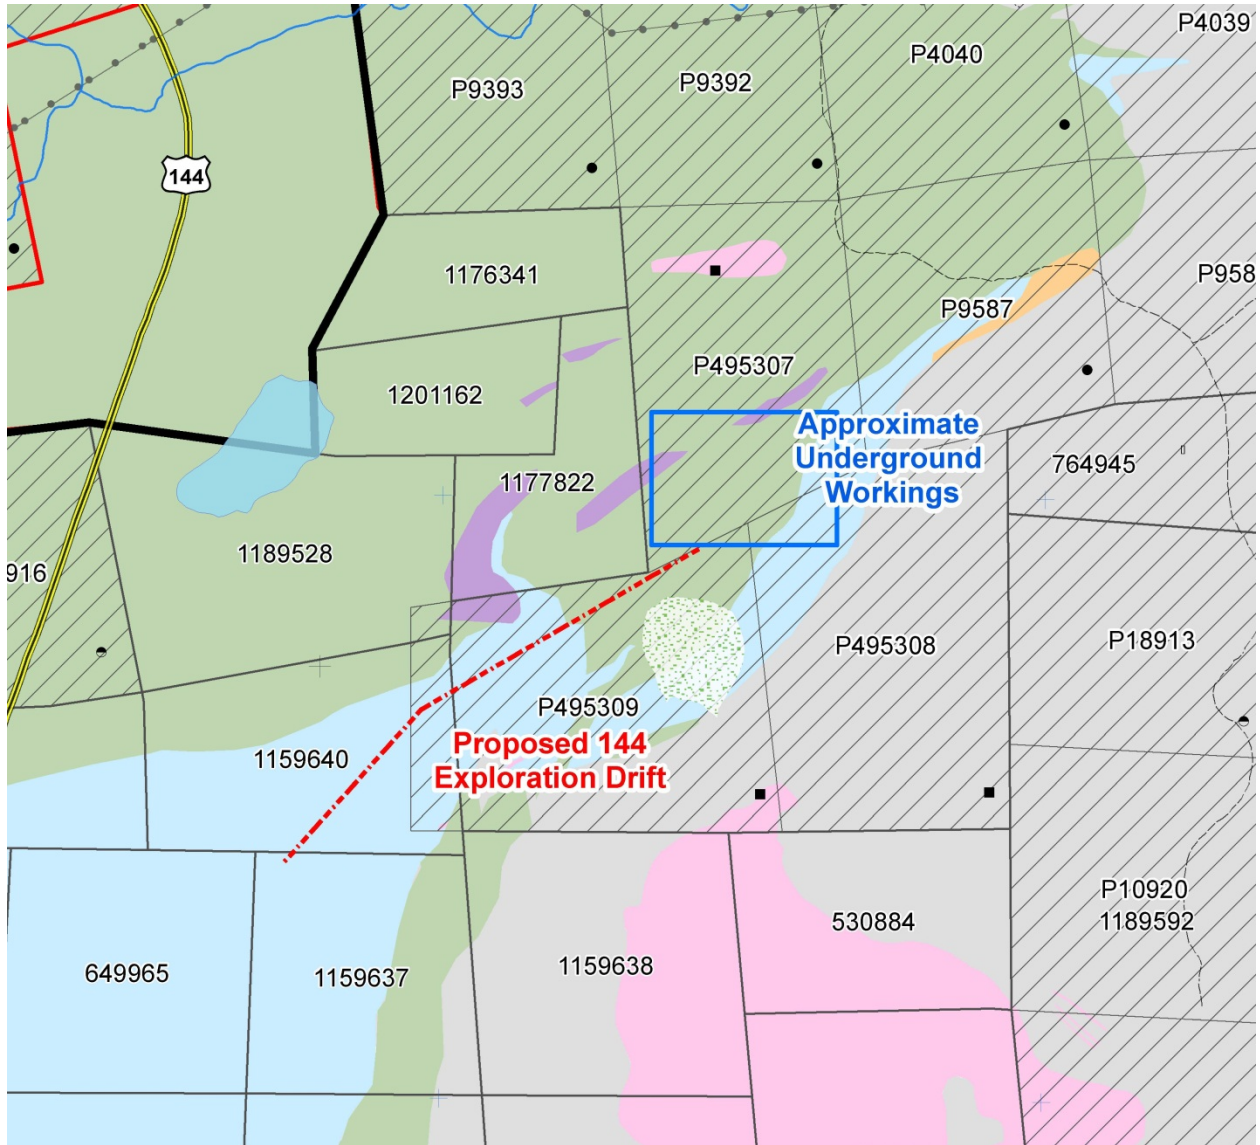 P4039
P4040
P9393
P9392
144
1176341
P958
P9587
P495307
1201162
Approximate
Underground
Workings
764945
1177822
1189528
916
P495308
P18913
P495309
Proposed 144
Exploration Drift
1159640
P10920
1189592
530884
1159638
649965
1159637